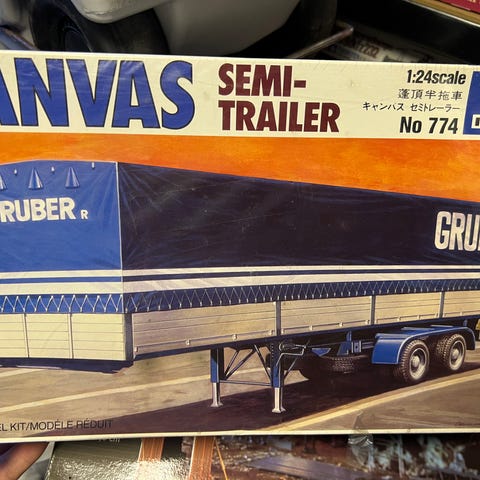 ANVAS
SEMI-
TRAILER
1:24scale
蓬頂半拖車
キャンバス セミトレーラー
No 774
RUBER R
GRU
EL KIT/MODÈLE RÉDUIT